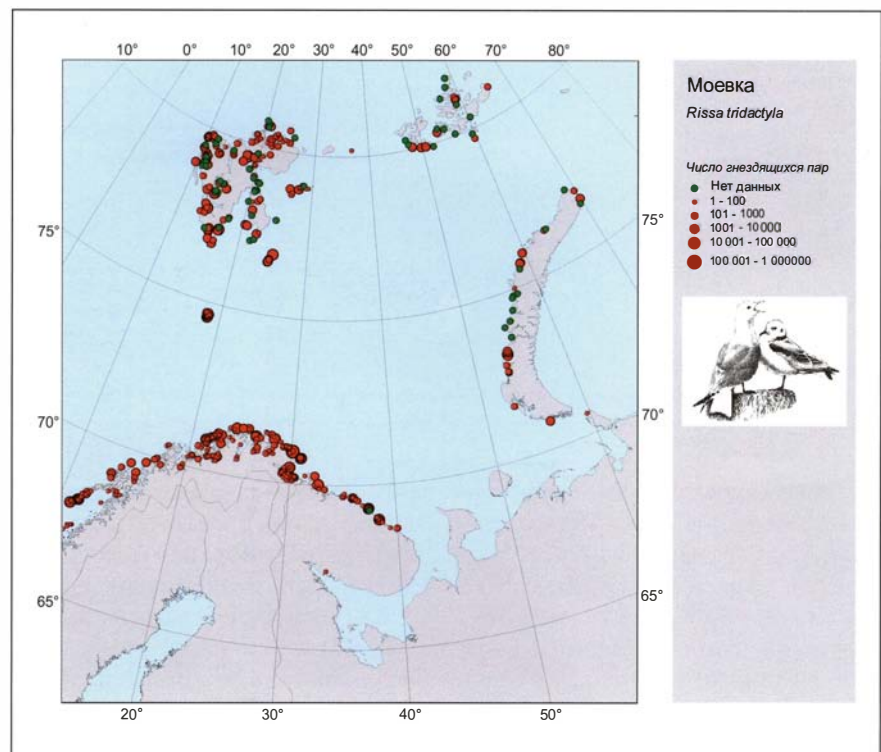 10° 0° 10° 20° 30° 40° 50° 60° 70° 80°
75° 75°
70° 70°
65° 65°
20° 30° 40° 50°
Моевка
Rissa tridactyla
Число гнездящихся пар
Нет данных
1 - 100
101 - 1000
1001 - 10000
10 001 - 100 000
100 001 - 1 000000